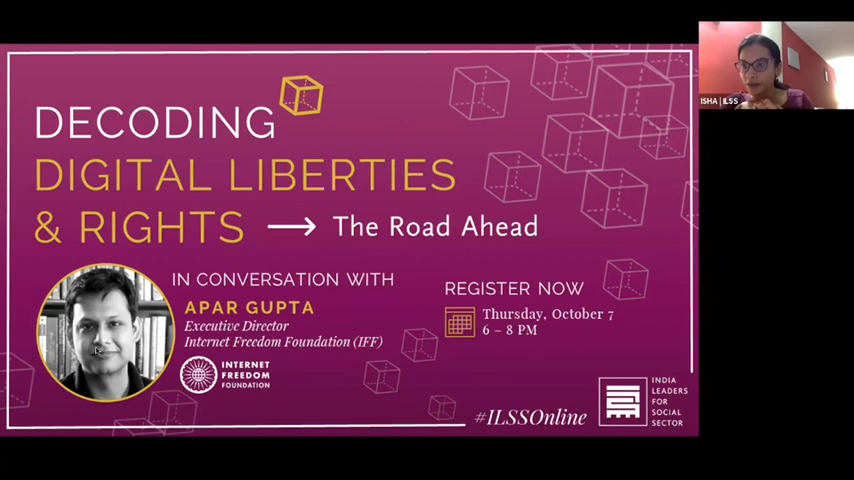 DECODING
DIGITAL LIBERTIES
& RIGHTS → The Road Ahead
IN CONVERSATION WITH
APAR GUPTA
Executive Director
Internet Freedom Foundation (IFF)
INTERNET
FREEDOM
FOUNDATION
REGISTER NOW
Thursday, October 7
6 – 8 PM
#ILSSOnline
INDIA
LEADERS
FOR
SOCIAL
SECTOR
ISHA | ILSS